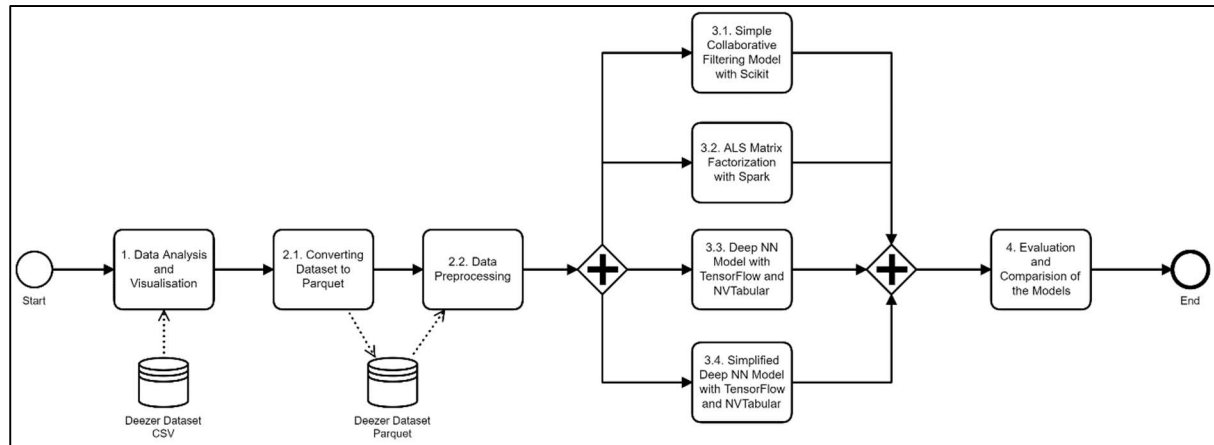 3.1. Simple
Collaborative
Filtering Model
with Scikit
3.2. ALS Matrix
Factorization
with Spark
Start
1. Data Analysis
and
Visualisation
2.1. Converting
Dataset to
Parquet
2.2. Data
Preprocessing
3.3. Deep NN
Model with
TensorFlow and
NVTabular
4. Evaluation
and
Comparision of
the Models
End
Deezer Dataset
CSV
Deezer Dataset
Parquet
3.4. Simplified
Deep NN Model
with TensorFlow
and NVTabular